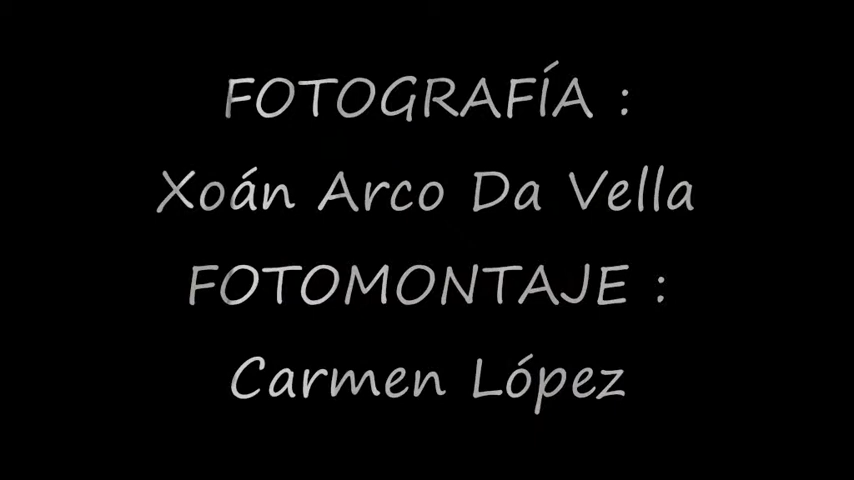 FOTOGRAFÍA :
Xoán Arco Da Vella
FOTOMONTAJE :
Carmen López